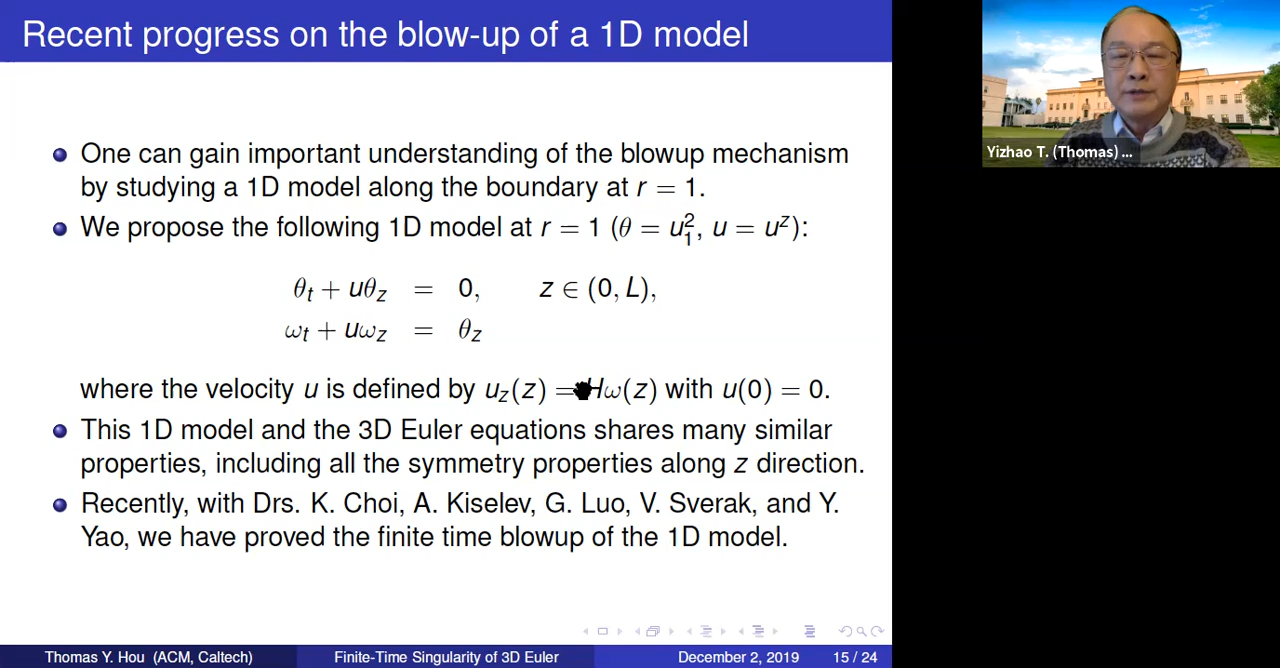 Recent progress on the blow-up of a 1D model
Yizhao T. (Thomas) ...
One can gain important understanding of the blowup mechanism
by studying a 1D model along the boundary at r = 1.
We propose the following 1D model at r = 1 (θ = u₁², u = uᶻ):
θₜ + uθ_z = 0, z ∈ (0, L),
ωₜ + uω_z = θ_z
where the velocity u is defined by u_z(z) = Hω(z) with u(0) = 0.
This 1D model and the 3D Euler equations shares many similar
properties, including all the symmetry properties along z direction.
Recently, with Drs. K. Choi, A. Kiselev, G. Luo, V. Sverak, and Y.
Yao, we have proved the finite time blowup of the 1D model.
Thomas Y. Hou (ACM, Caltech) Finite-Time Singularity of 3D Euler December 2, 2019 15 / 24